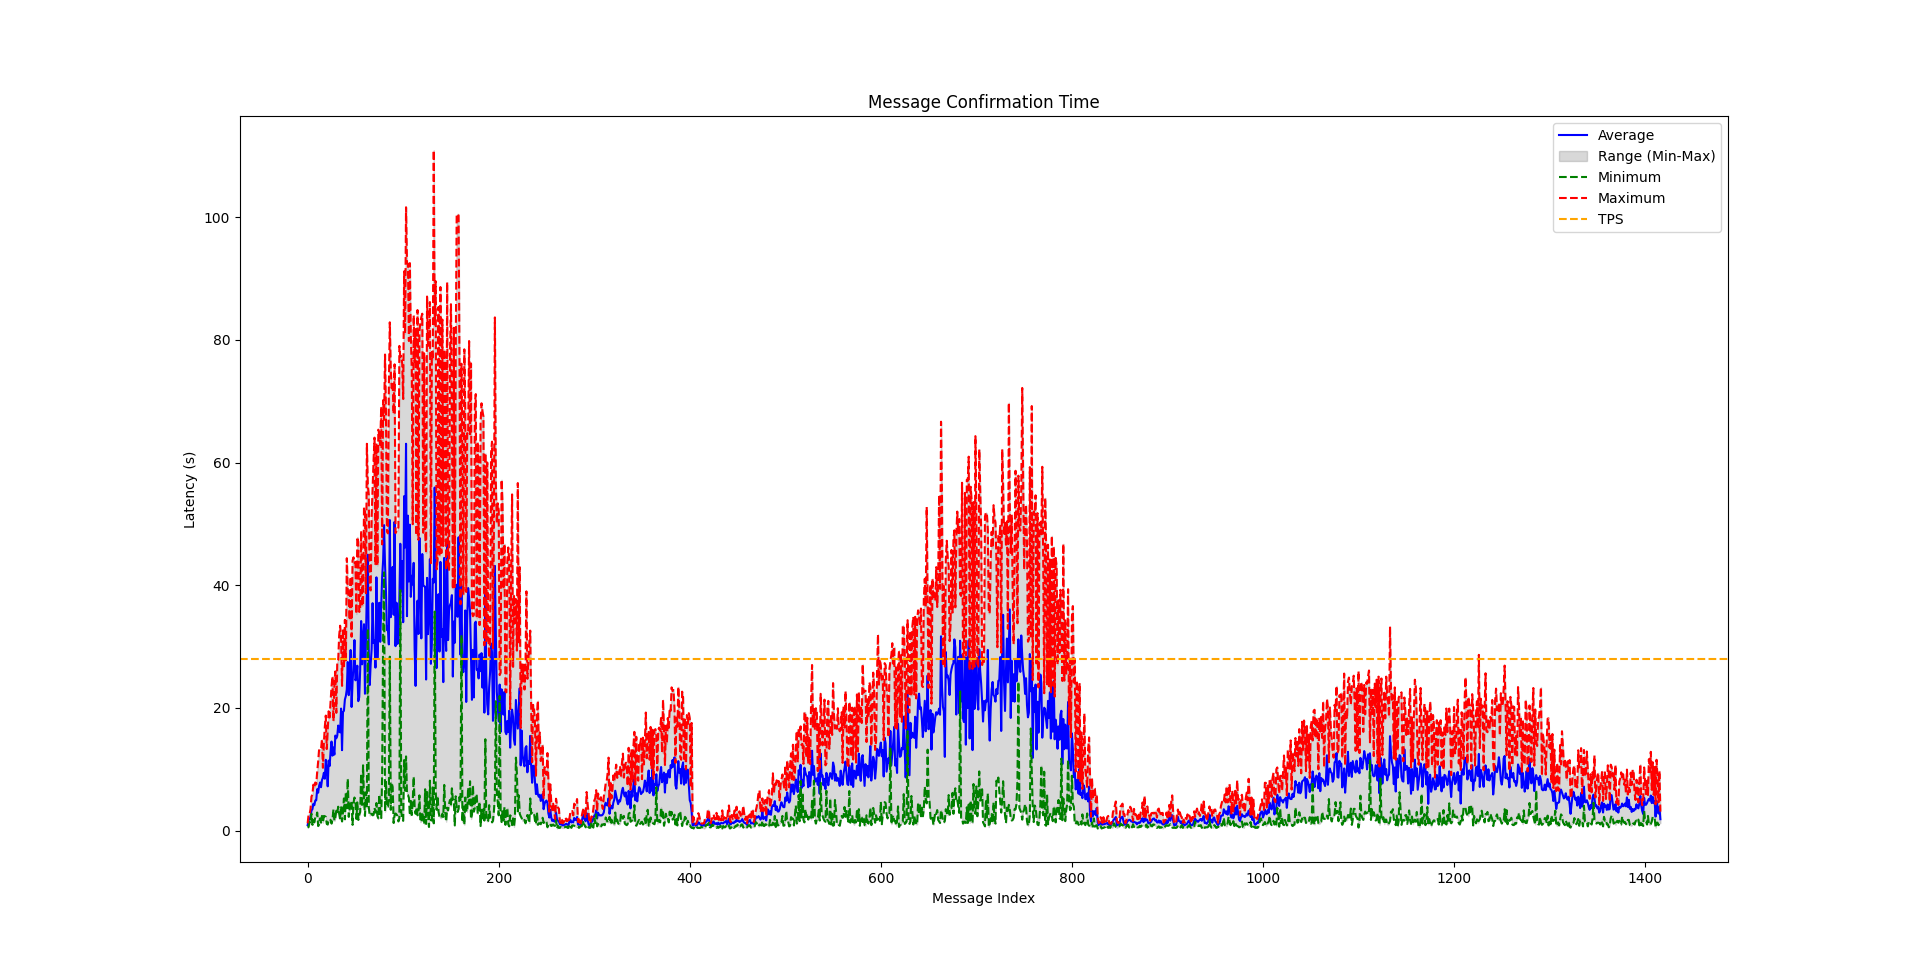 Message Confirmation Time
Average
Range (Min-Max)
Minimum
Maximum
TPS
100
80
60
40
20
0
Latency (s)
0 200 400 600 800 1000 1200 1400
Message Index